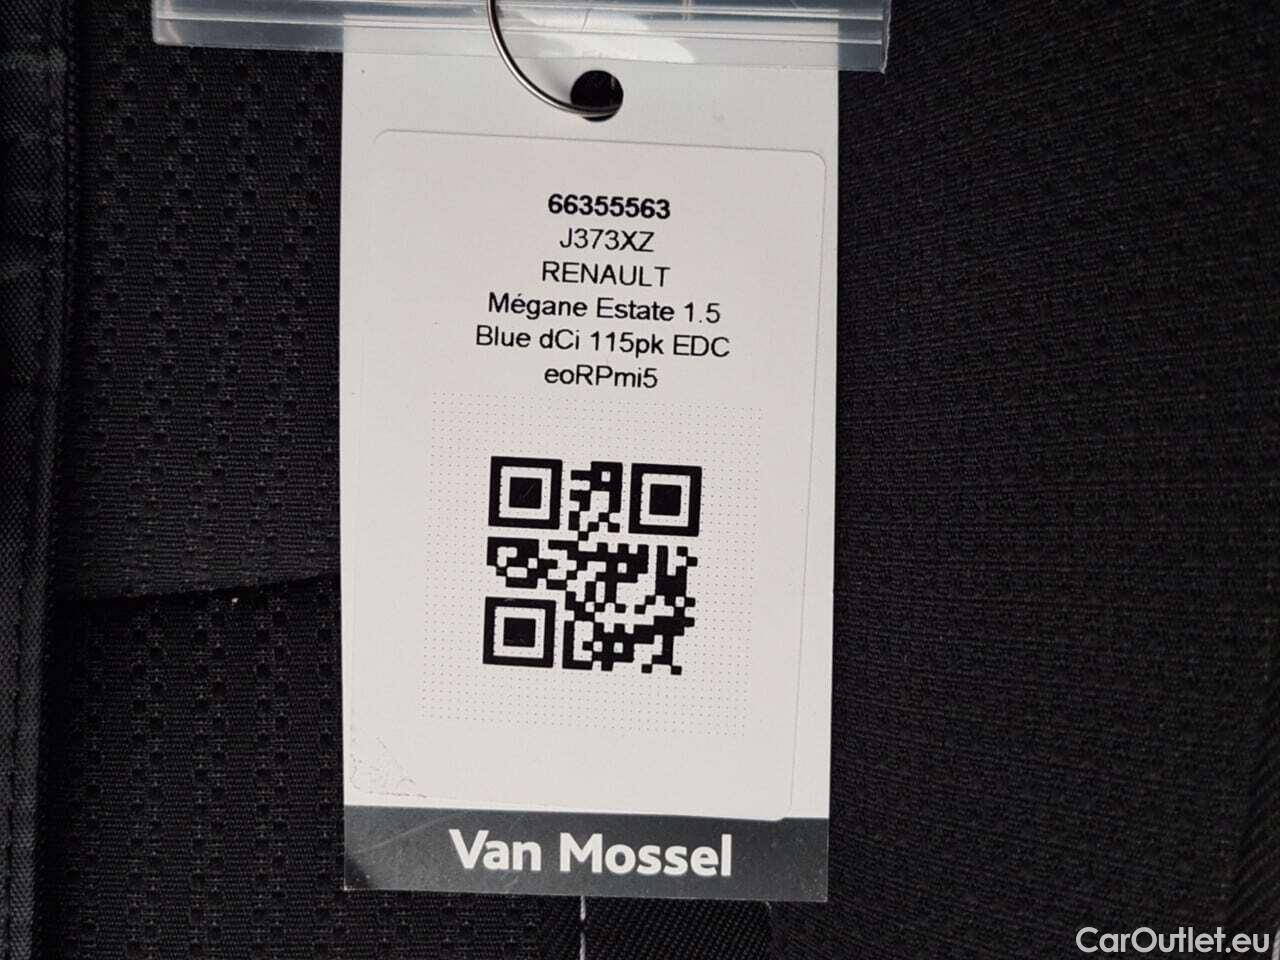 66355563
J373XZ
RENAULT
Mégane Estate 1.5
Blue dCi 115pk EDC
eoRPmi5
Van Mossel
CarOutlet.eu